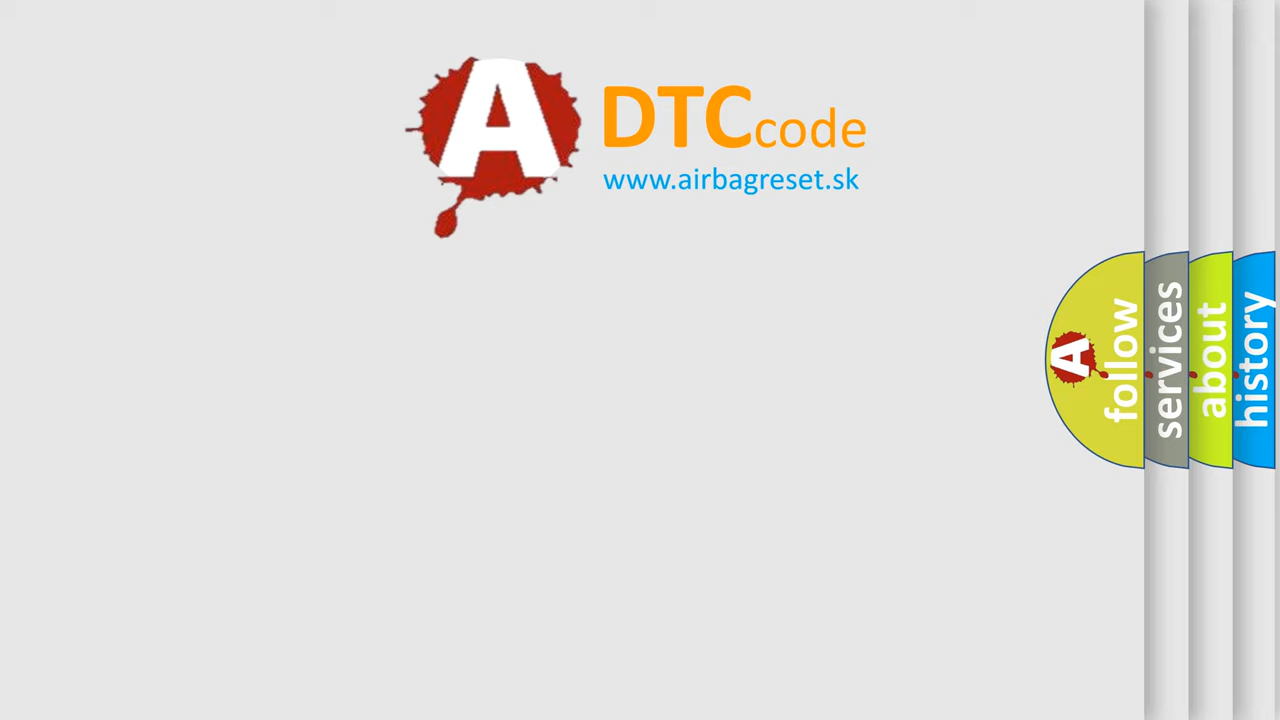 A
DTCcode
www.airbagreset.sk
A
follow
services
about
history